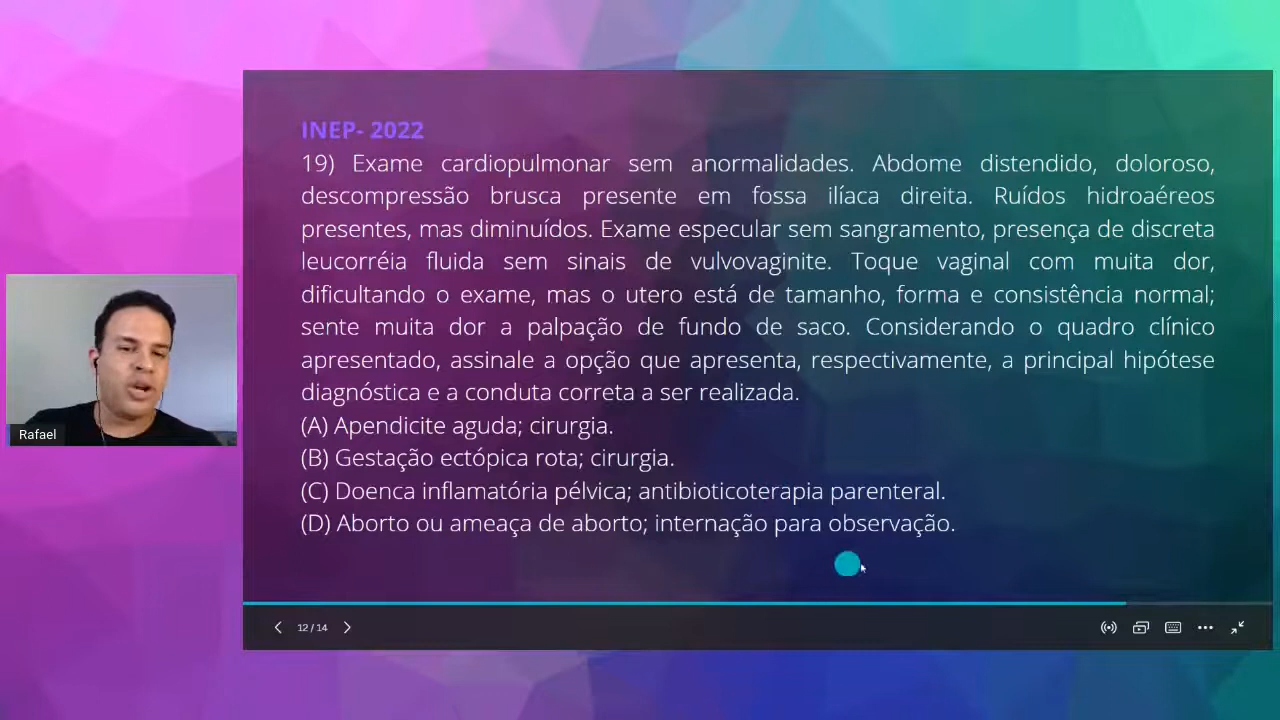 INEP- 2022
19) Exame cardiopulmonar sem anormalidades. Abdome distendido, doloroso,
descompressão brusca presente em fossa ilíaca direita. Ruídos hidroaéreos
presentes, mas diminuídos. Exame especular sem sangramento, presença de discreta
leucorréia fluida sem sinais de vulvovaginite. Toque vaginal com muita dor,
dificultando o exame, mas o utero está de tamanho, forma e consistência normal;
sente muita dor a palpação de fundo de saco. Considerando o quadro clínico
apresentado, assinale a opção que apresenta, respectivamente, a principal hipótese
diagnóstica e a conduta correta a ser realizada.
(A) Apendicite aguda; cirurgia.
(B) Gestação ectópica rota; cirurgia.
(C) Doenca inflamatória pélvica; antibioticoterapia parenteral.
(D) Aborto ou ameaça de aborto; internação para observação.
Rafael
12 / 14